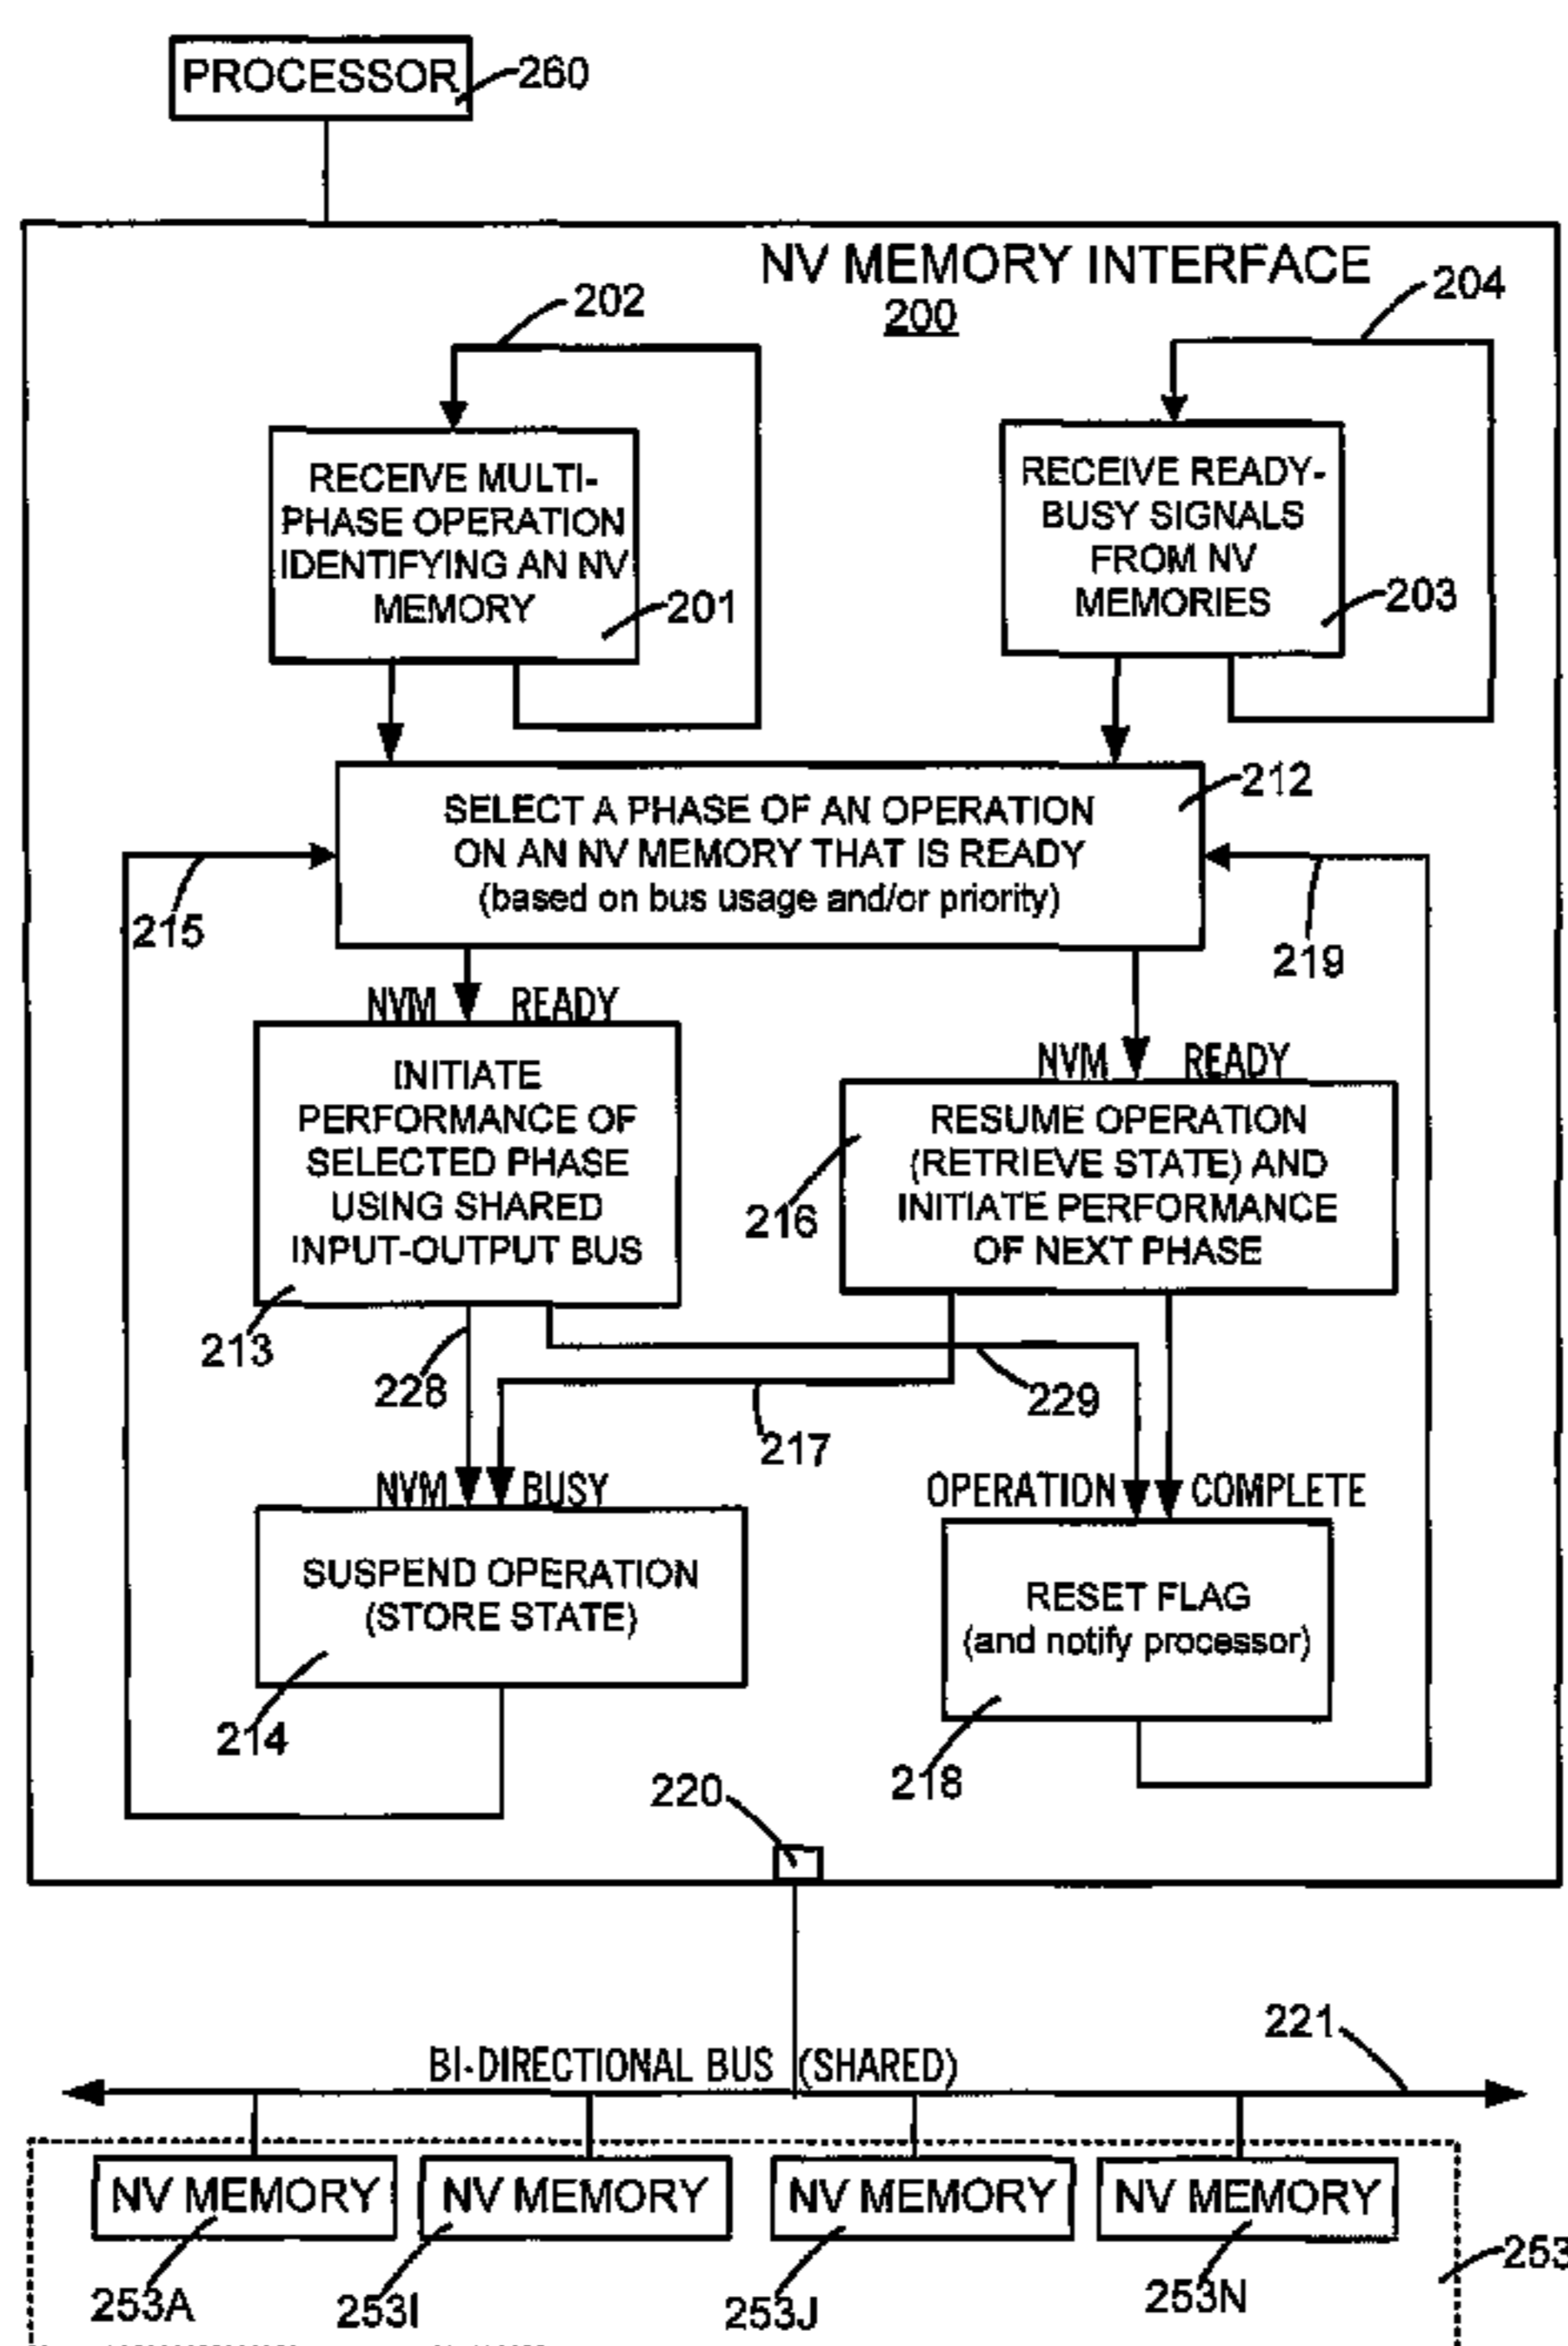 PROCESSOR
260
NV MEMORY INTERFACE
200
202
204
RECEIVE MULTI-
PHASE OPERATION
IDENTIFYING AN NV
MEMORY
201
RECEIVE READY-
BUSY SIGNALS
FROM NV
MEMORIES
203
212
SELECT A PHASE OF AN OPERATION
ON AN NV MEMORY THAT IS READY
(based on bus usage and/or priority)
215
219
NVM READY
INITIATE
PERFORMANCE OF
SELECTED PHASE
USING SHARED
INPUT-OUTPUT BUS
213
NVM READY
RESUME OPERATION
(RETRIEVE STATE) AND
INITIATE PERFORMANCE
OF NEXT PHASE
216
228
229
217
NVM BUSY
SUSPEND OPERATION
(STORE STATE)
214
OPERATION COMPLETE
RESET FLAG
(and notify processor)
218
220
221
BI-DIRECTIONAL BUS (SHARED)
NV MEMORY
NV MEMORY
NV MEMORY
NV MEMORY
253
253A
253I
253J
253N